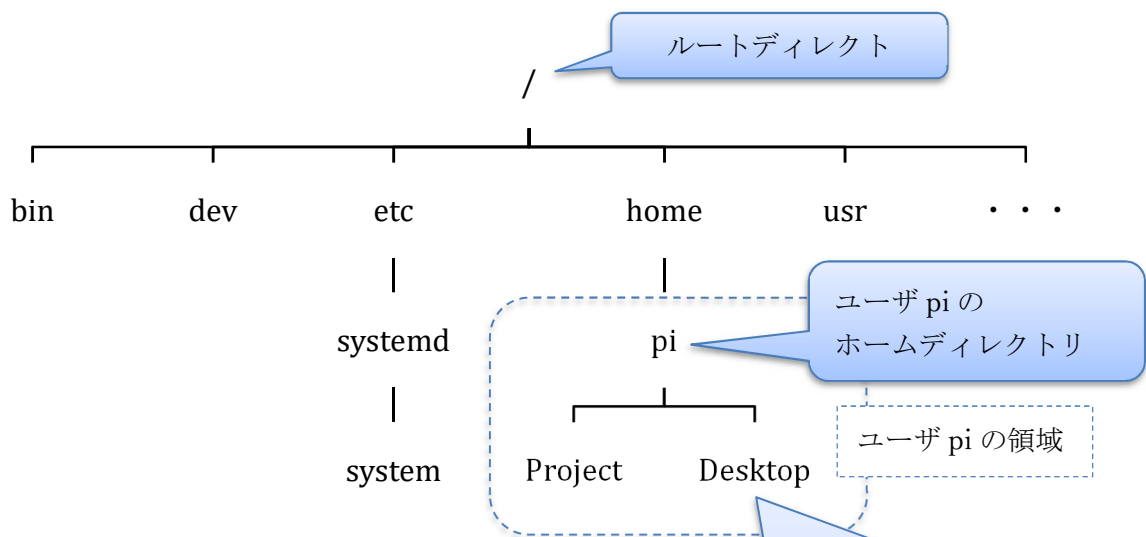 ルートディレクト
/
bin dev etc home usr ・・・
ユーザ pi の
ホームディレクトリ
systemd pi
ユーザ pi の領域
system Project Desktop